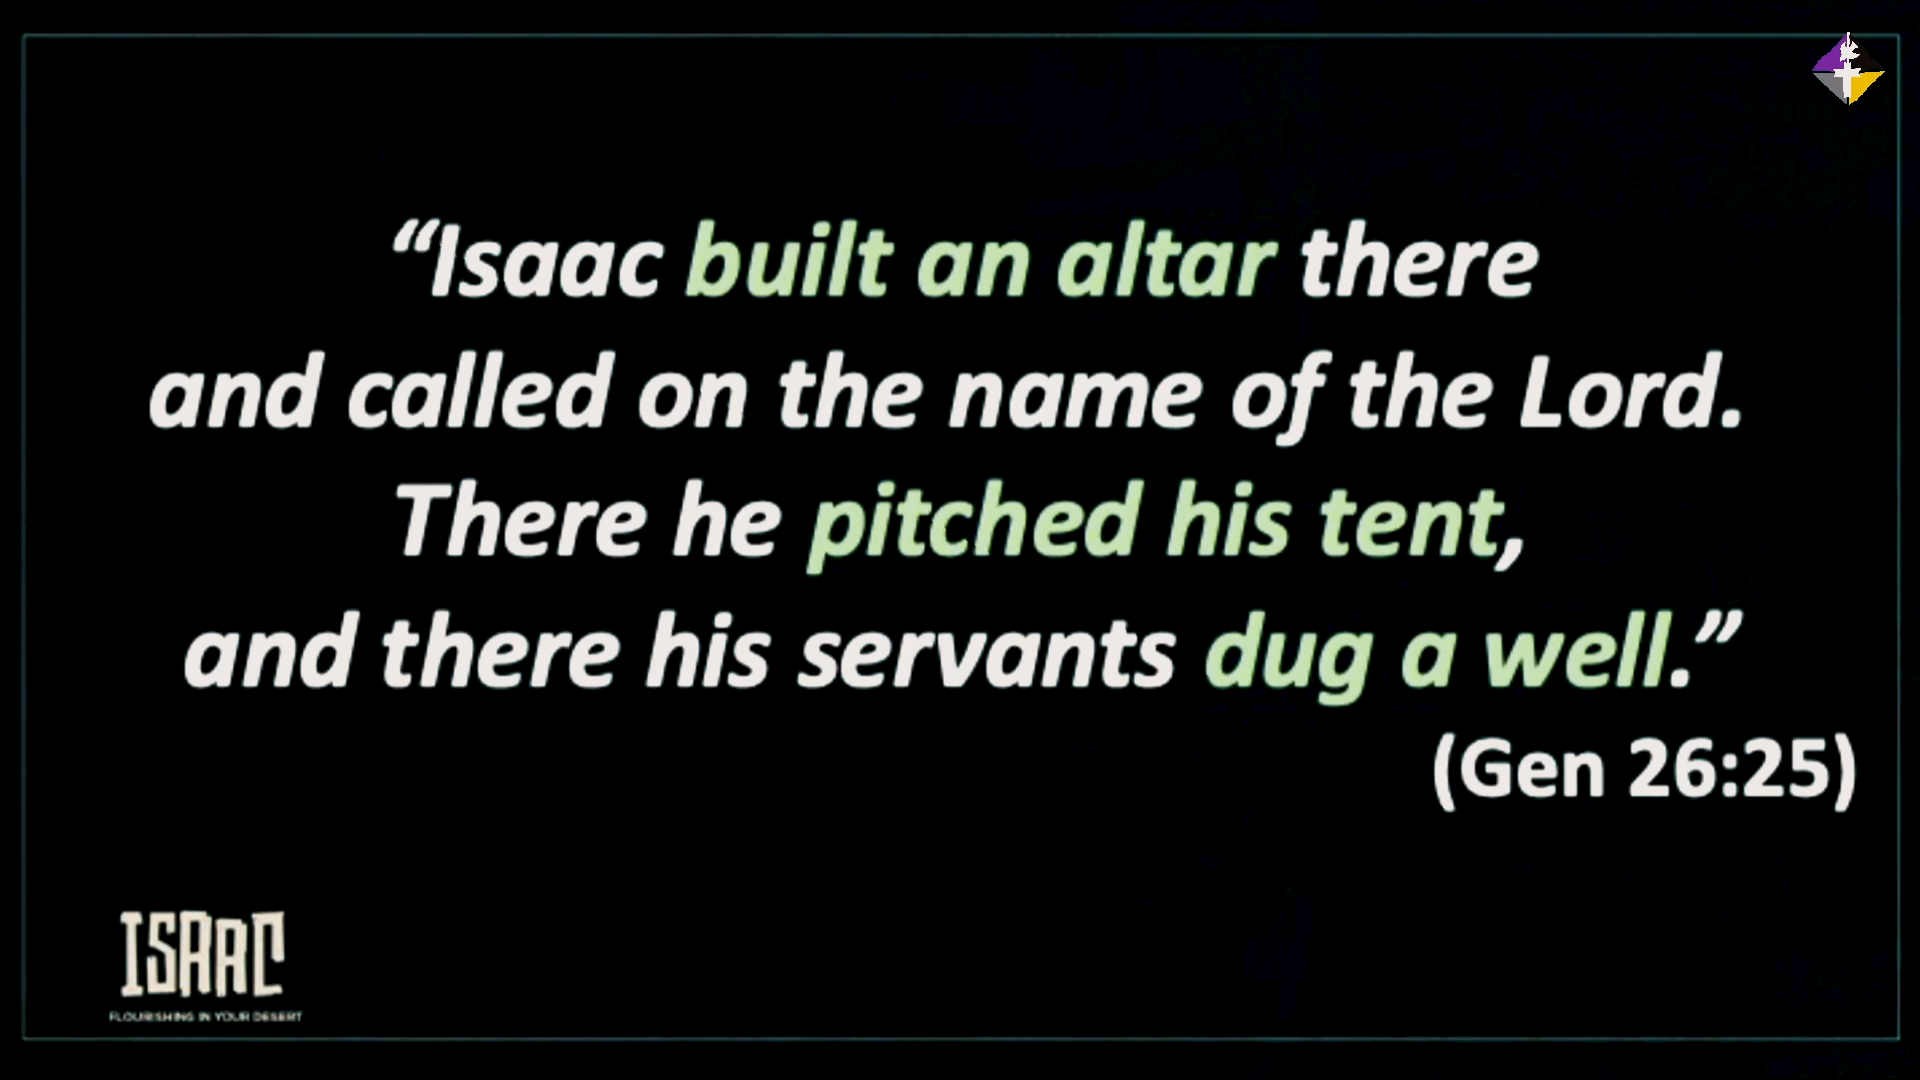 “Isaac built an altar there
and called on the name of the Lord.
There he pitched his tent,
and there his servants dug a well.”
(Gen 26:25)
ISAAC
FLOURISHING IN YOUR DESERT